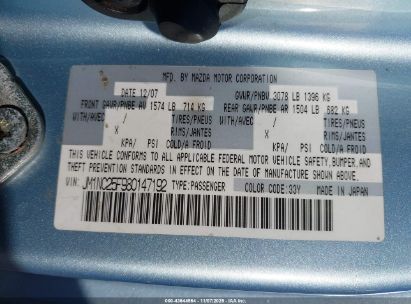 MFD. BY MAZDA MOTOR CORPORATION
DATE 12/07 GVWR/PNBV 3078 LB 1396 KG
FRONT GAWR/PNBE AV 1574 LB 714 KG REAR GAWR/PNBE AR 1504 LB 682 KG
WITH/AVEC / TIRES/PNEUS WITH/AVEC / TIRES/PNEUS
X RIMS/JANTES X RIMS/JANTES
KPA/ PSI COLD/A FROID KPA/ PSI COLD/A FROID
THIS VEHICLE CONFORMS TO ALL APPLICABLE FEDERAL MOTOR VEHICLE SAFETY, BUMPER, AND
THEFT PREVENTION STANDARDS IN EFFECT ON THE DATE OF MANUFACTURE SHOWN ABOVE.
VIN: JM1NC25F980147192 TYPE: PASSENGER COLOR CODE: 33Y MADE IN JAPAN